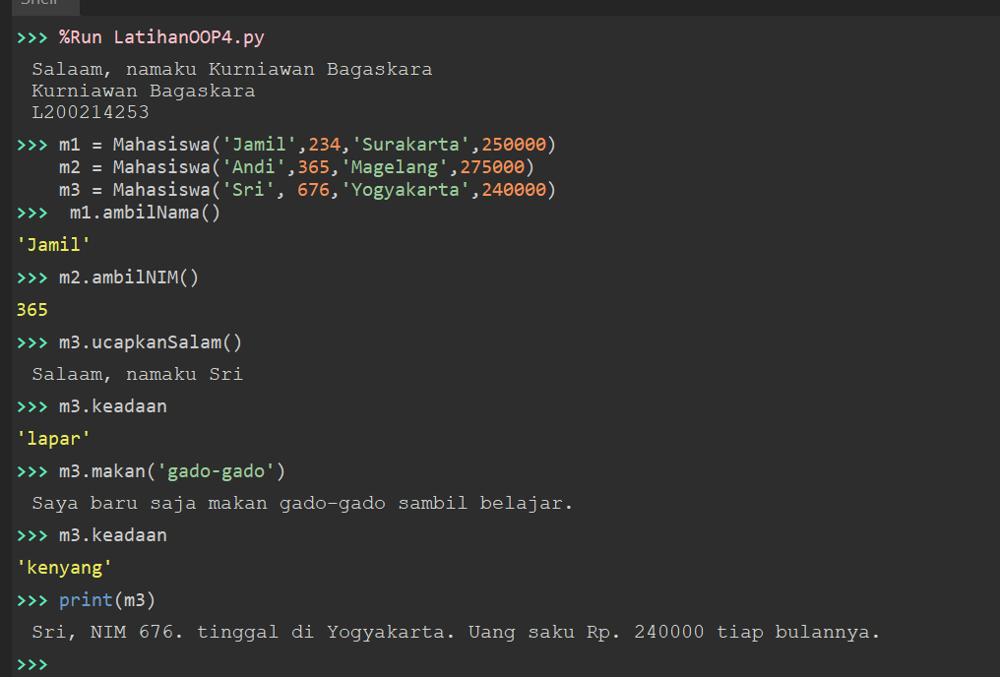 Shell
>>> %Run LatihanOOP4.py
Salaam, namaku Kurniawan Bagaskara
Kurniawan Bagaskara
L200214253
>>> m1 = Mahasiswa('Jamil',234,'Surakarta',250000)
m2 = Mahasiswa('Andi',365,'Magelang',275000)
m3 = Mahasiswa('Sri', 676,'Yogyakarta',240000)
>>> m1.ambilNama()
'Jamil'
>>> m2.ambilNIM()
365
>>> m3.ucapkanSalam()
Salaam, namaku Sri
>>> m3.keadaan
'lapar'
>>> m3.makan('gado-gado')
Saya baru saja makan gado-gado sambil belajar.
>>> m3.keadaan
'kenyang'
>>> print(m3)
Sri, NIM 676. tinggal di Yogyakarta. Uang saku Rp. 240000 tiap bulannya.
>>>